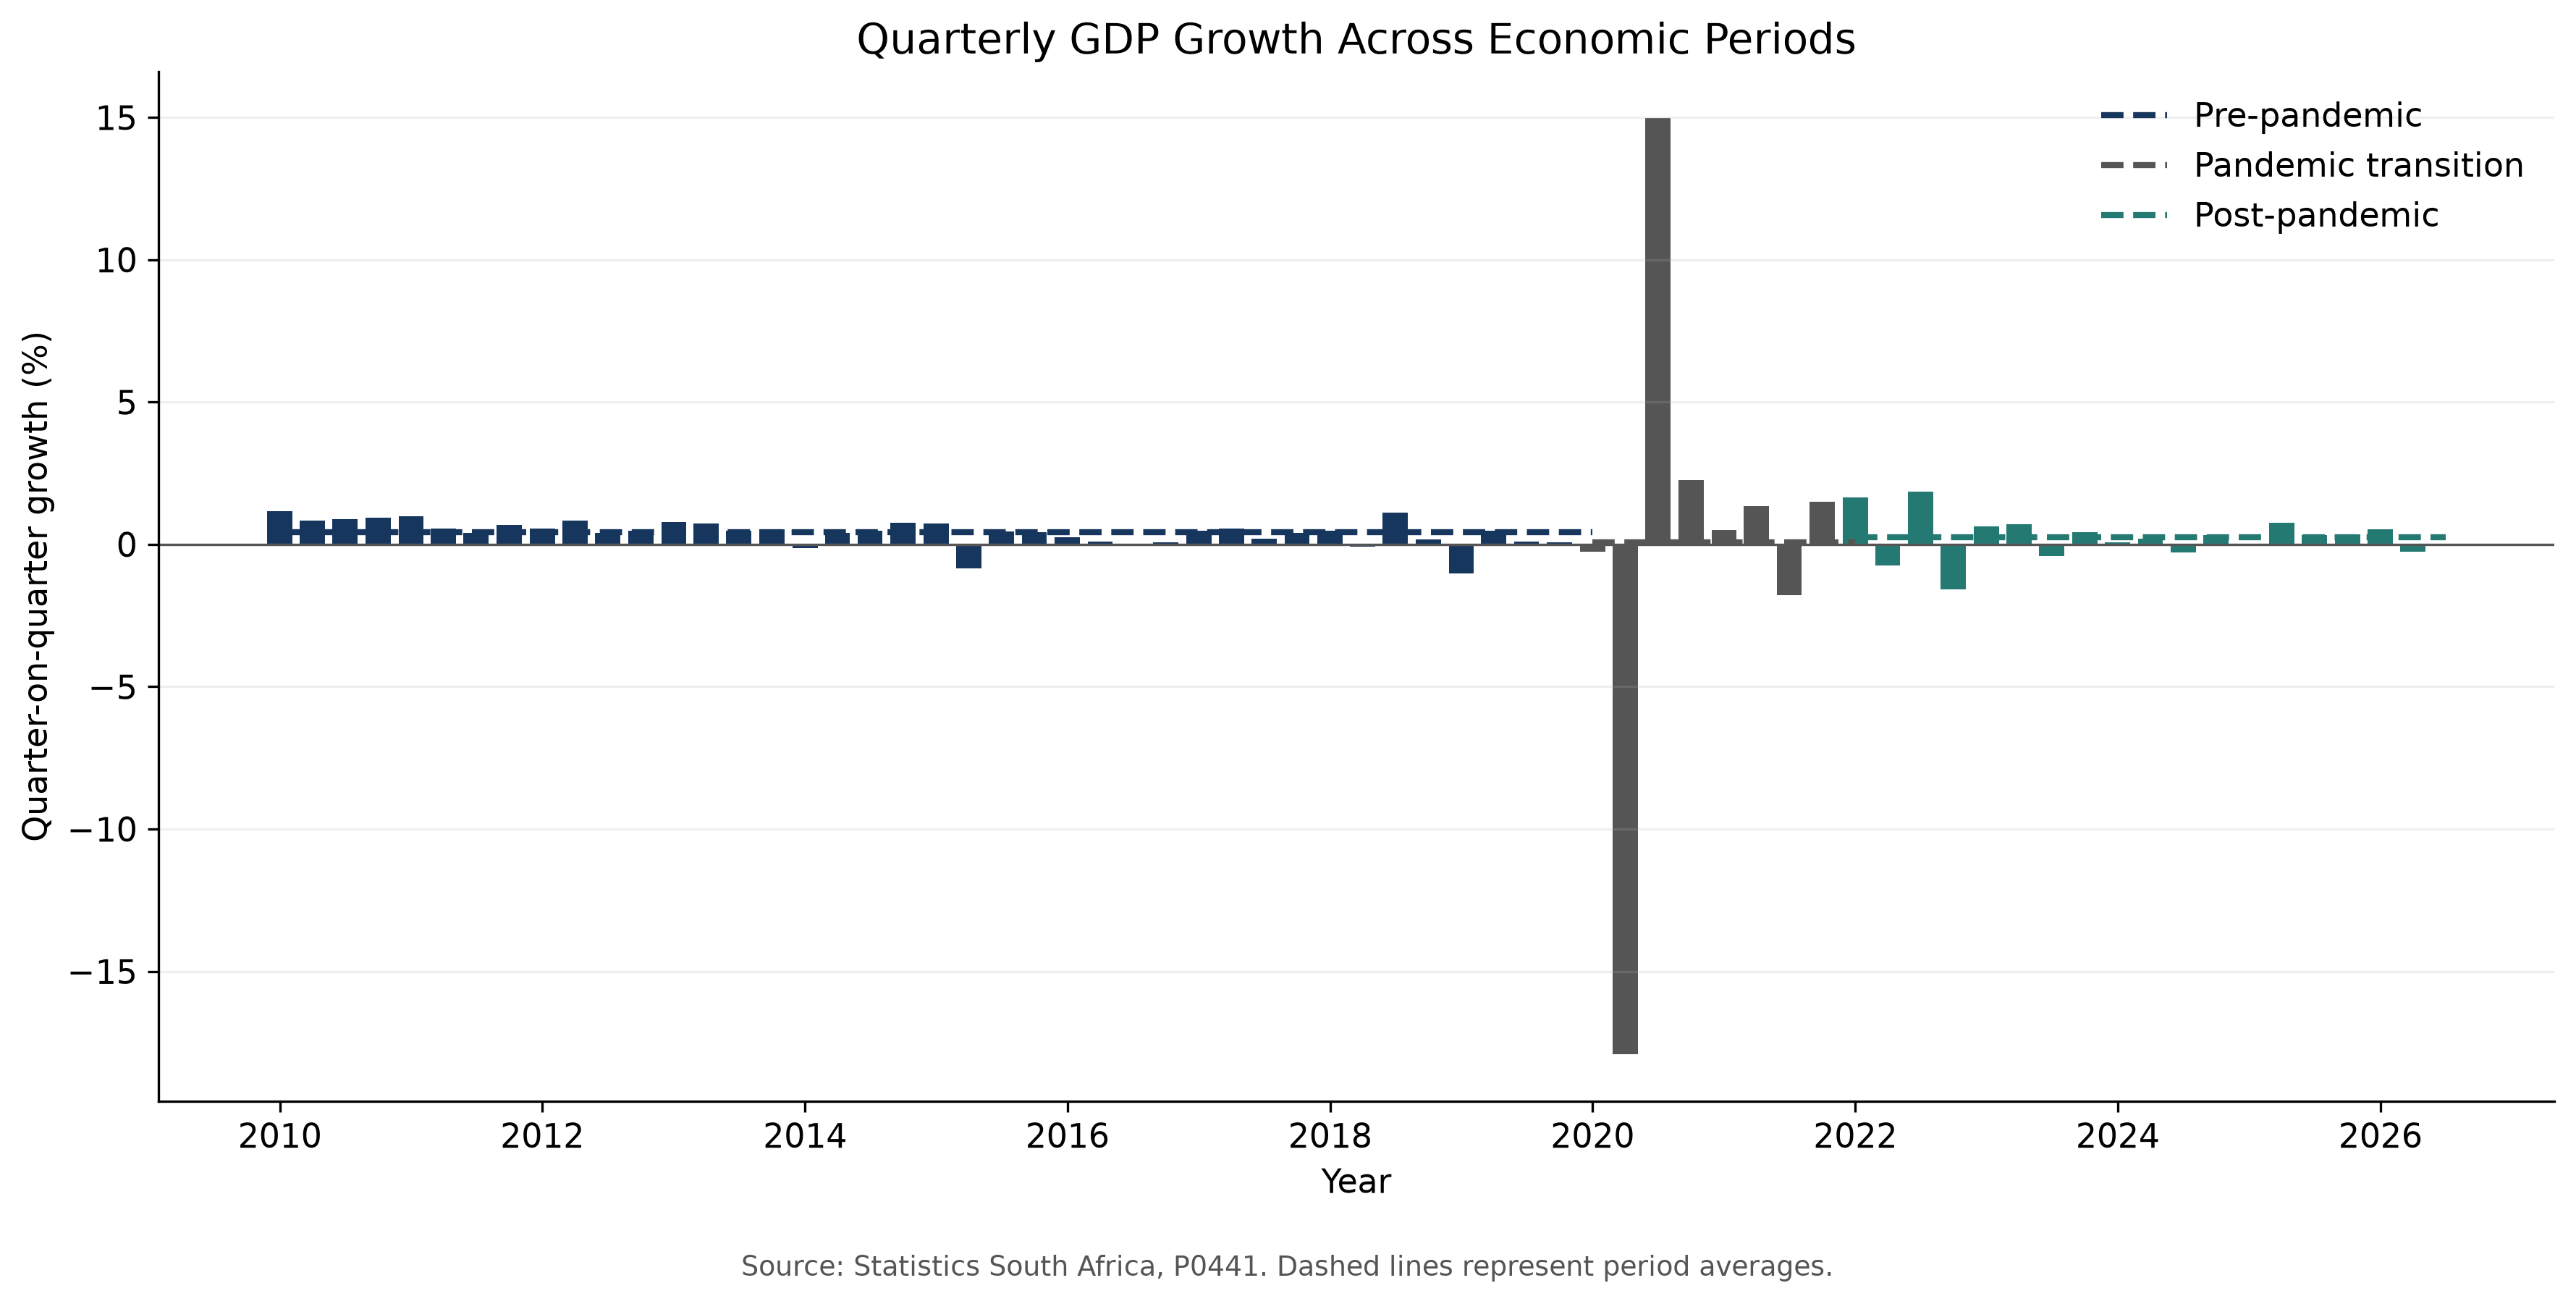 Quarterly GDP Growth Across Economic Periods
Quarter-on-quarter growth (%)
15
10
5
0
−5
−10
−15
Pre-pandemic
Pandemic transition
Post-pandemic
2010 2012 2014 2016 2018 2020 2022 2024 2026
Year
Source: Statistics South Africa, P0441. Dashed lines represent period averages.